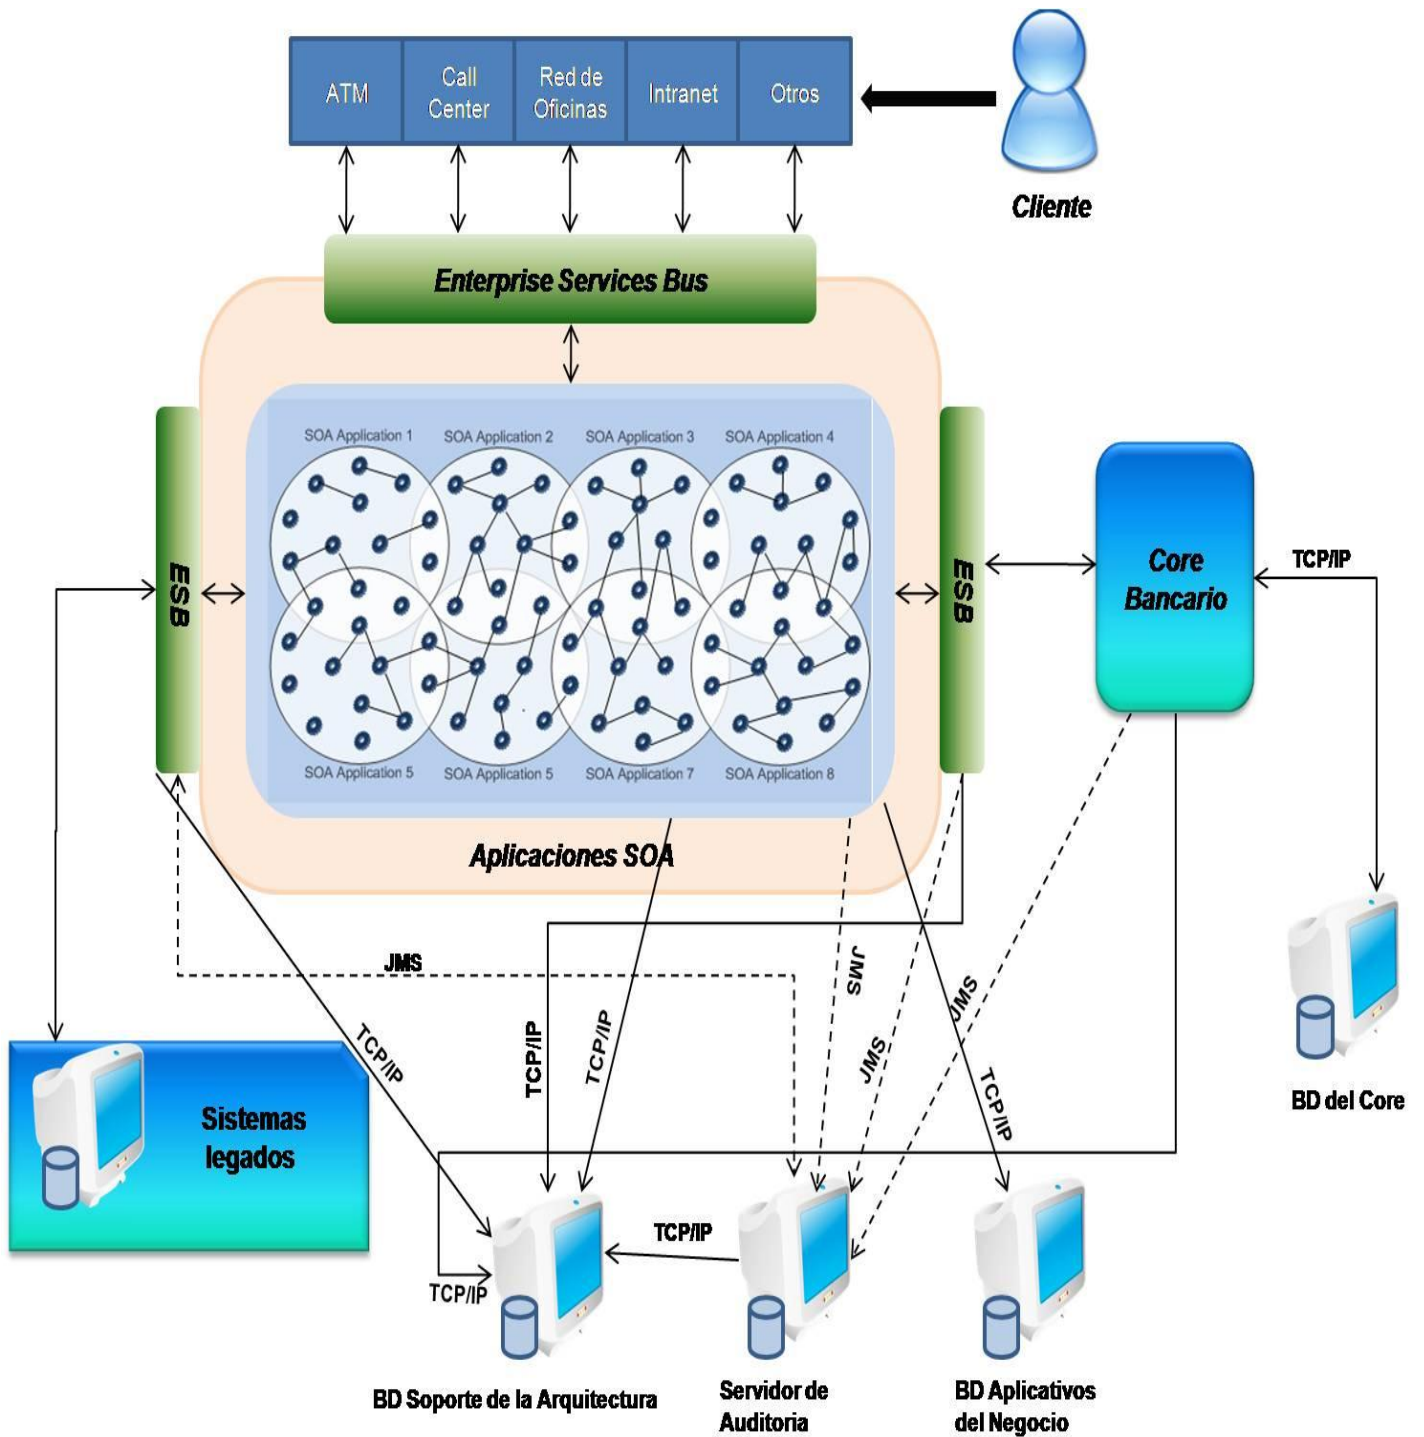 ATM
Call
Center
Red de
Oficinas
Intranet
Otros
Cliente
Enterprise Services Bus
SOA Application 1
SOA Application 2
SOA Application 3
SOA Application 4
ESB
ESB
Core
Bancario
TCP/IP
SOA Application 5
SOA Application 5
SOA Application 7
SOA Application 8
Aplicaciones SOA
JMS
JMS
JMS
JMS
TCP/IP
TCP/IP
TCP/IP
TCP/IP
Sistemas
legados
BD del Core
TCP/IP
TCP/IP
BD Soporte de la Arquitectura
Servidor de
Auditoria
BD Aplicativos
del Negocio